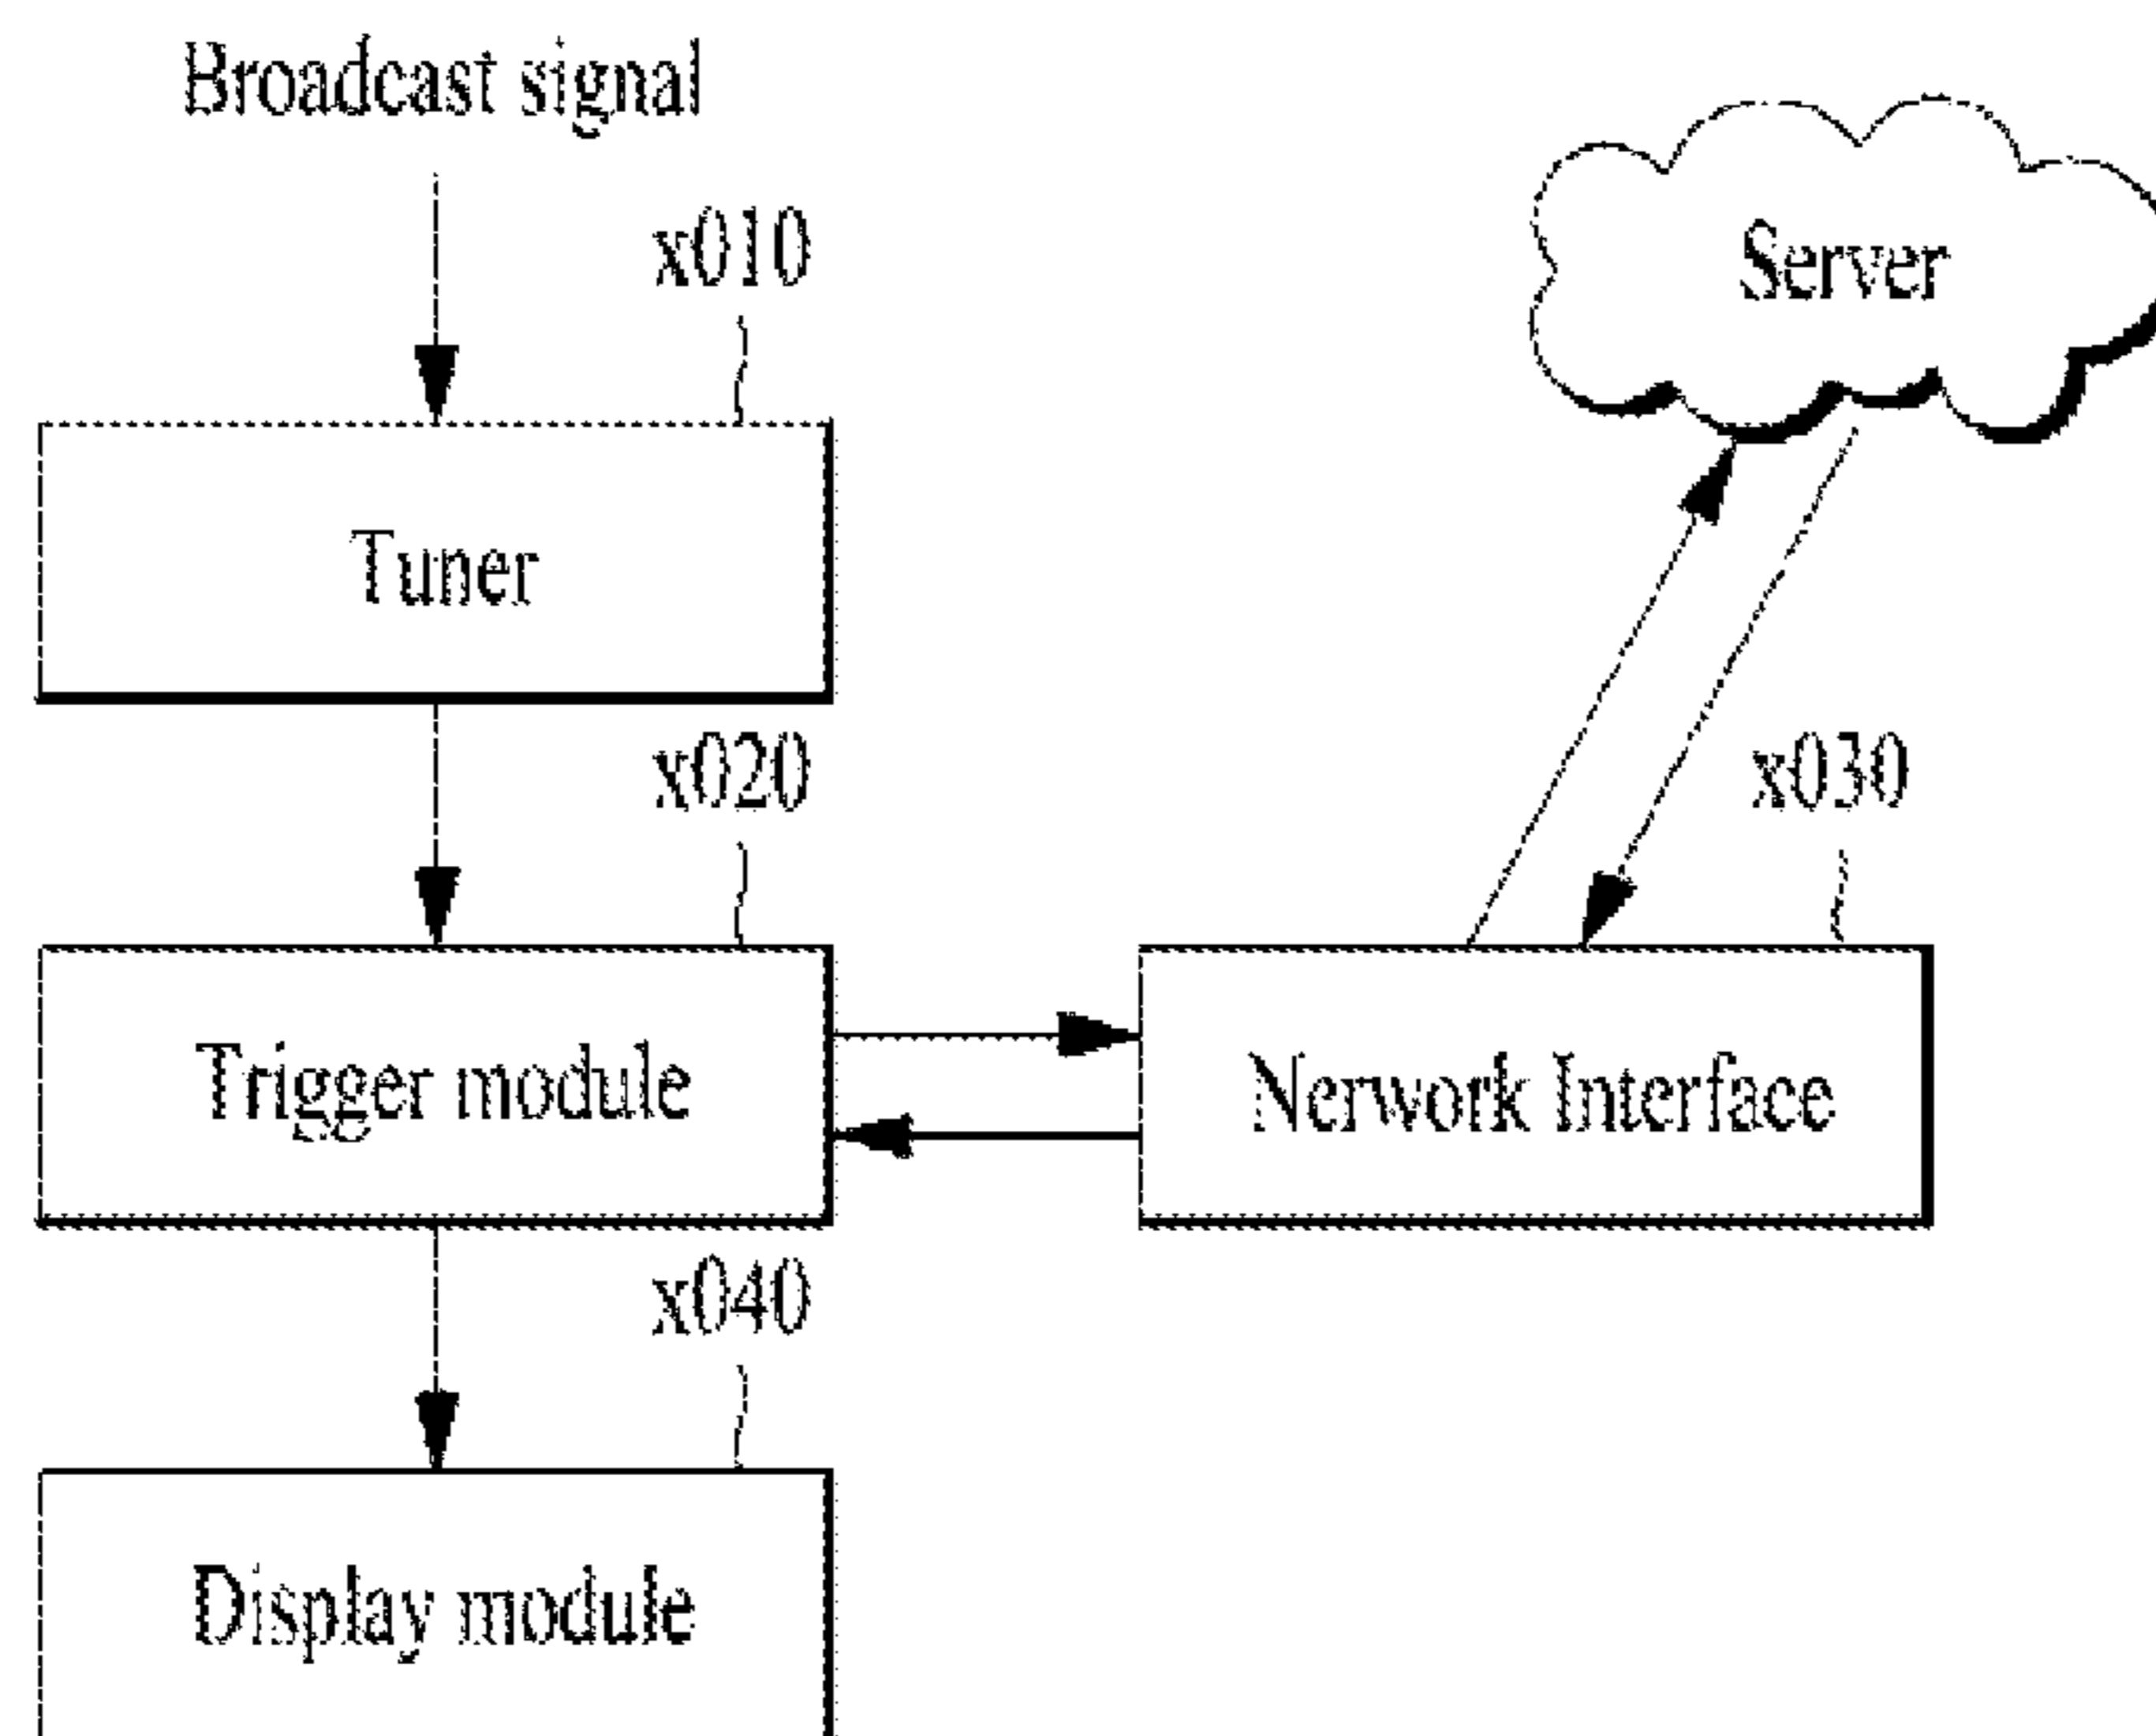 Broadcast signal
x010
Server
Tuner
x020
x030
Trigger module
Nerwork Interface
x040
Display module